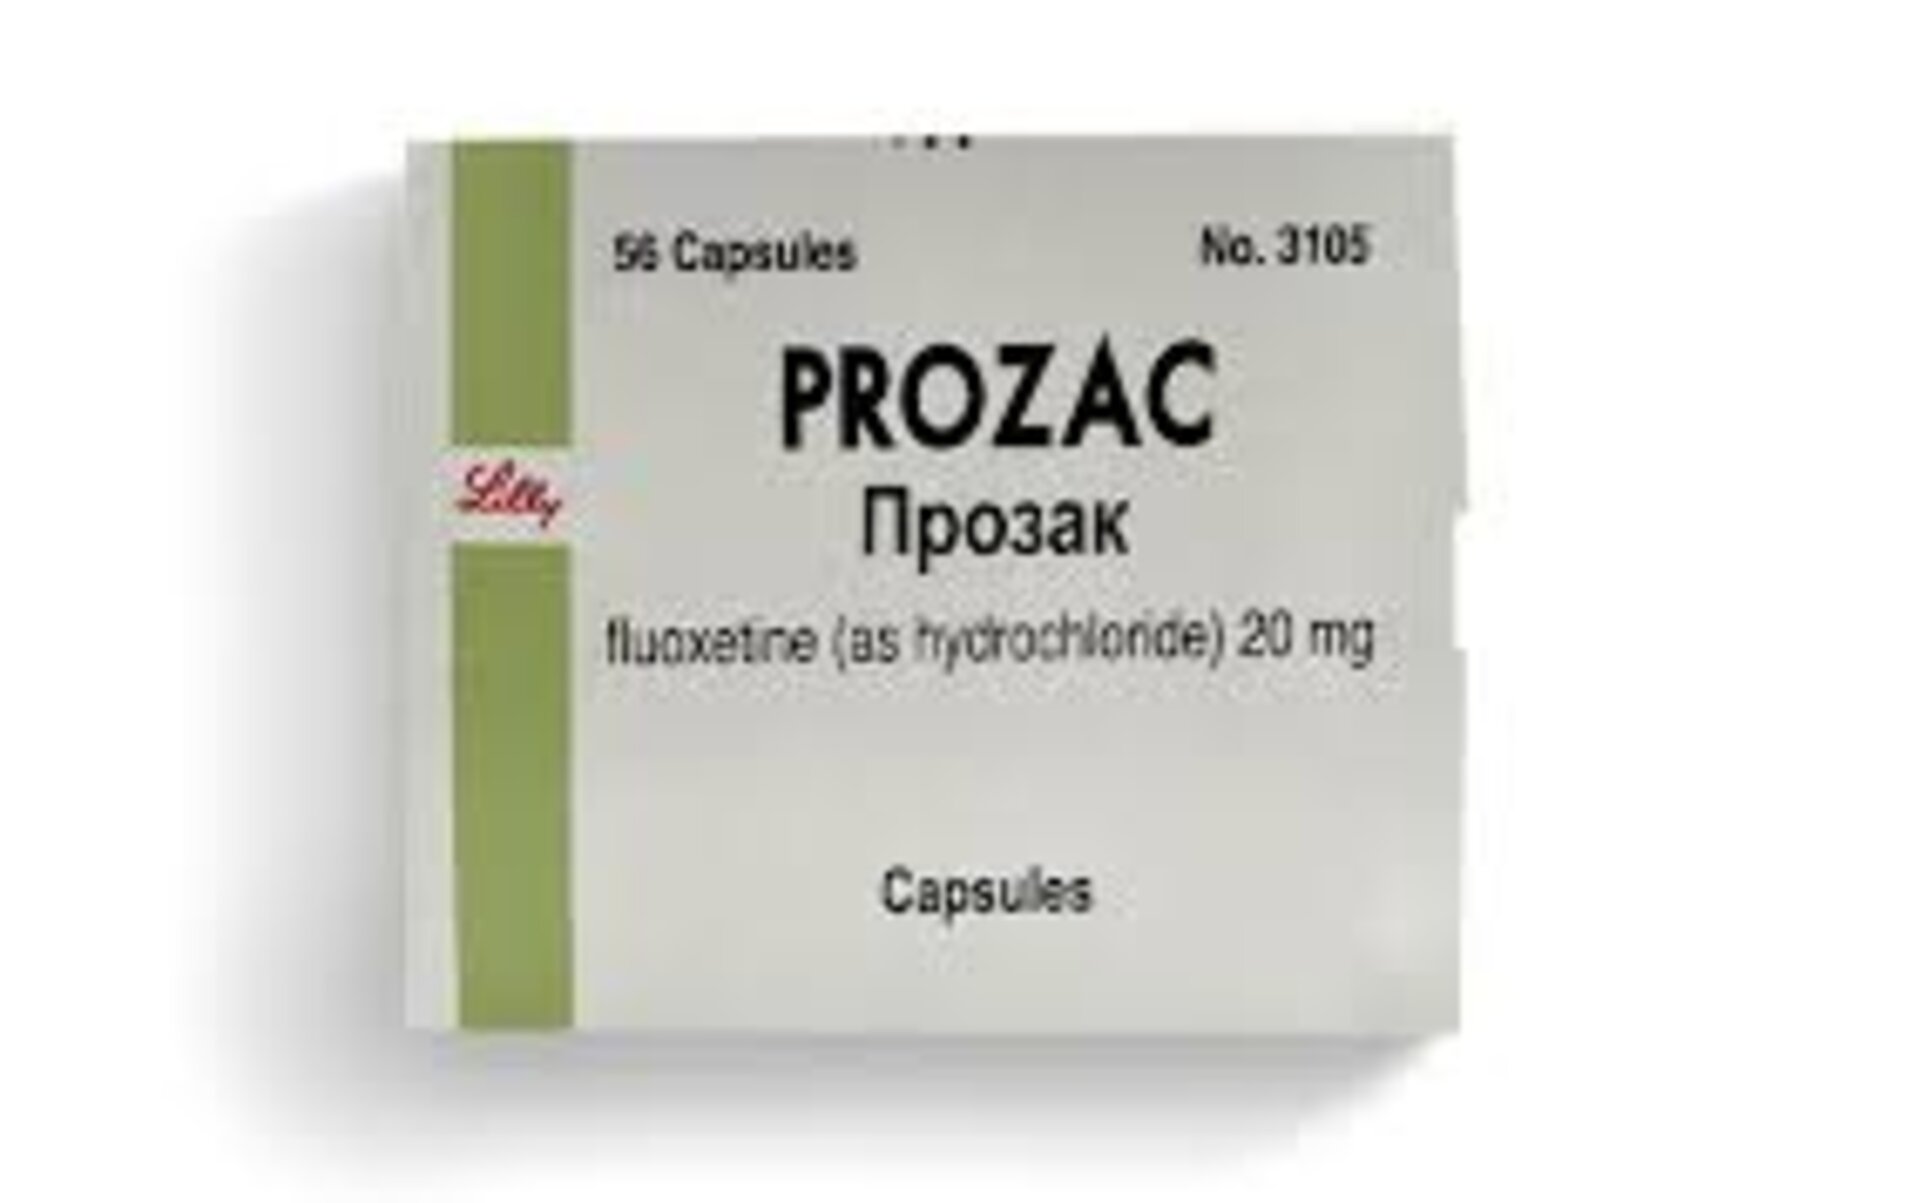 56 Capsules No. 3105
PROZAC
Прозак
Lilly
fluoxetine (as hydrochloride) 20 mg
Capsules